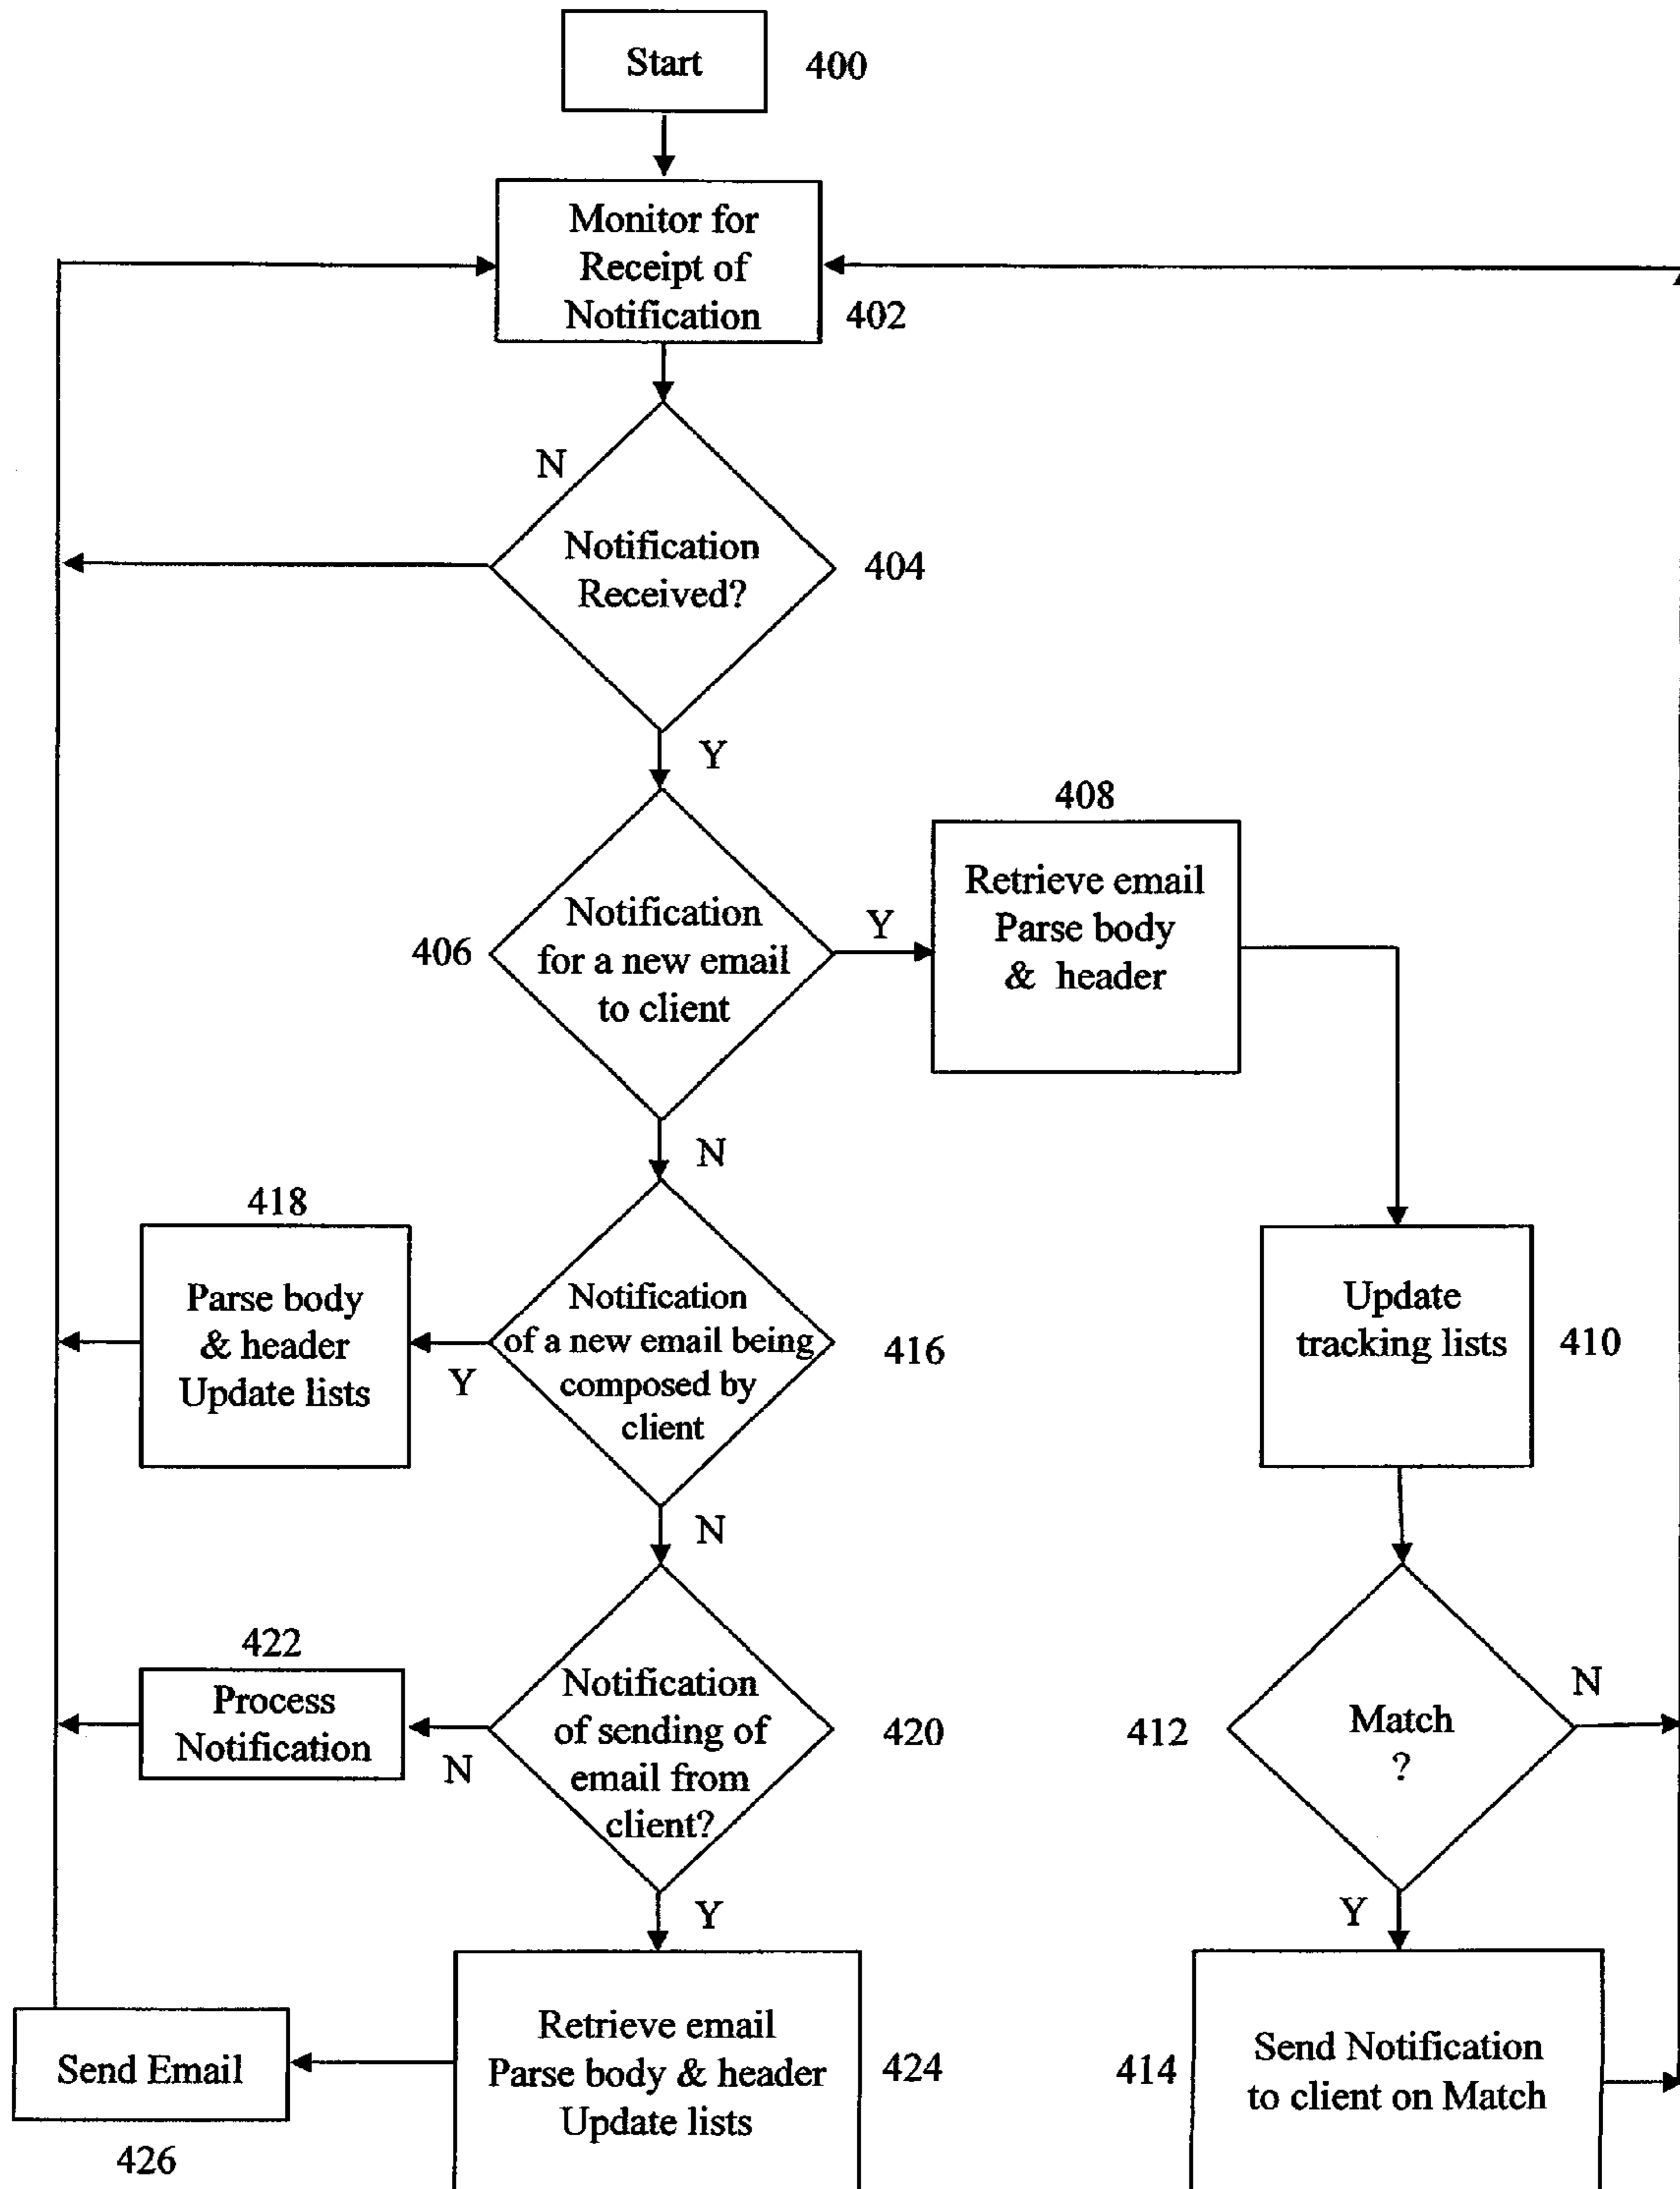 Start
400
Monitor for
Receipt of
Notification
402
N
Notification
Received?
404
Y
408
406
Notification
for a new email
to client
Y
Retrieve email
Parse body
& header
N
418
Parse body
& header
Update lists
Y
Notification
of a new email being
composed by
client
416
Update
tracking lists
410
N
422
Process
Notification
N
Notification
of sending of
email from
client?
420
412
Match
?
N
Y
Y
Send Email
426
Retrieve email
Parse body & header
Update lists
424
414
Send Notification
to client on Match